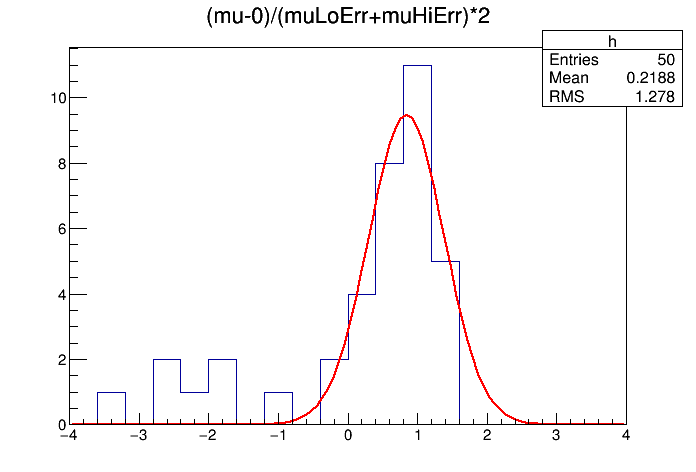 (mu-0)/(muLoErr+muHiErr)*2
h
Entries 50
Mean 0.2188
RMS 1.278
10
8
6
4
2
0
−4 −3 −2 −1 0 1 2 3 4